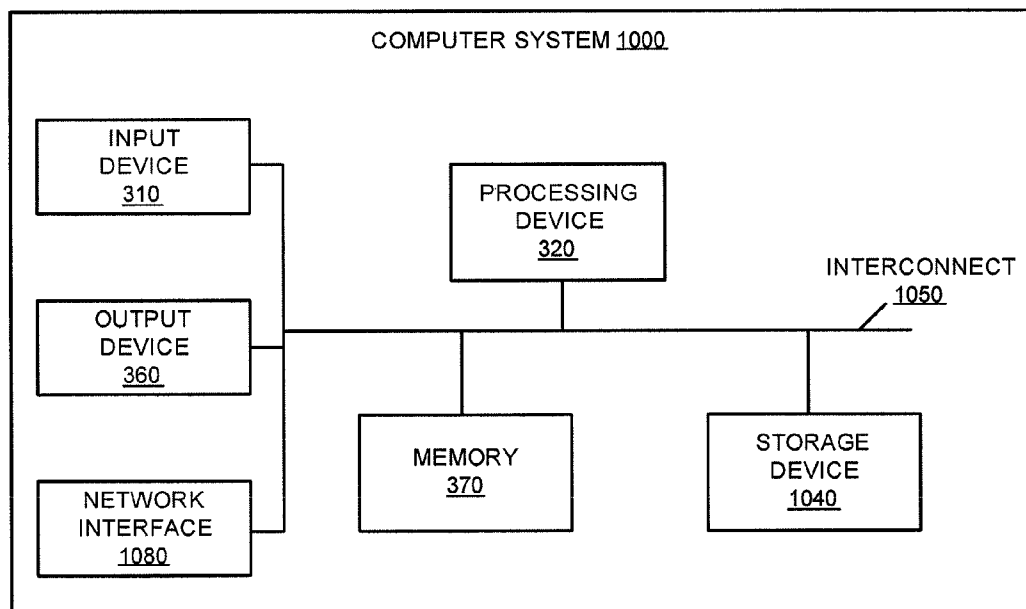 COMPUTER SYSTEM 1000
INPUT
DEVICE
310
PROCESSING
DEVICE
320
INTERCONNECT
1050
OUTPUT
DEVICE
360
MEMORY
370
STORAGE
DEVICE
1040
NETWORK
INTERFACE
1080